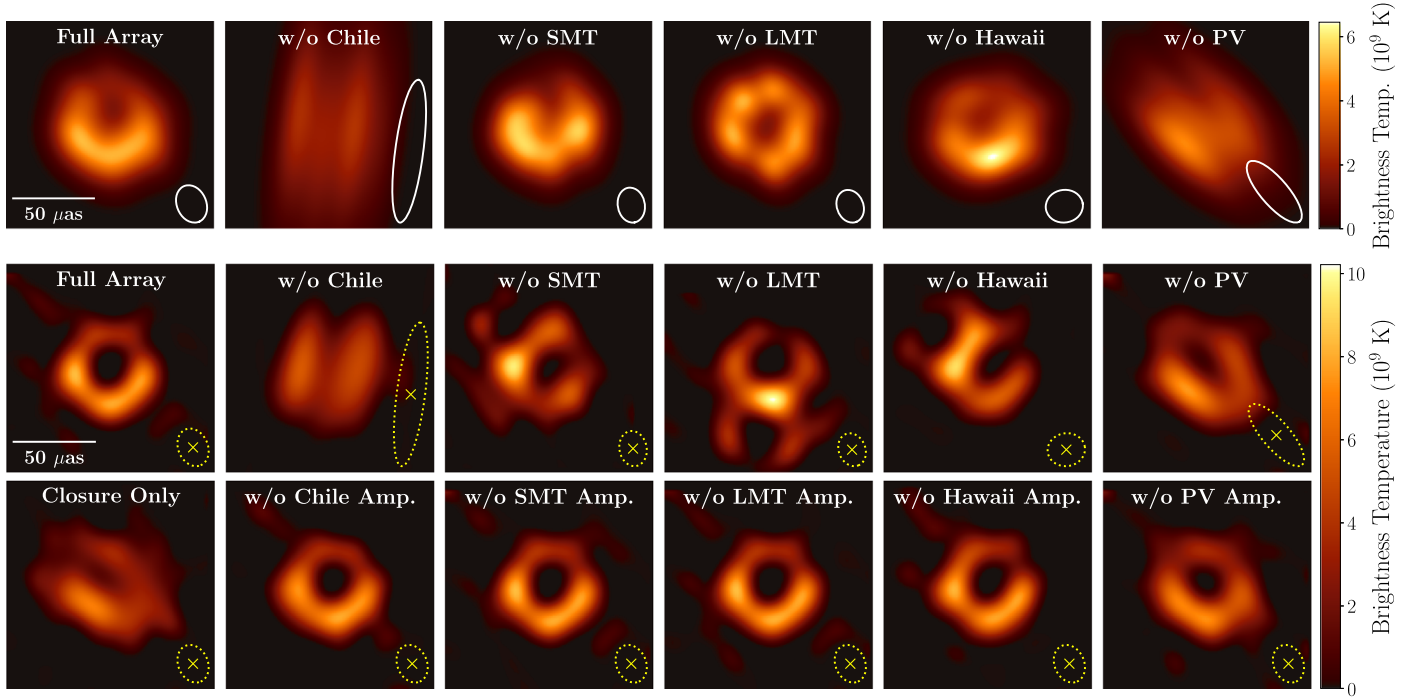 Full Array
w/o Chile
w/o SMT
w/o LMT
w/o Hawaii
w/o PV
50 μas
6
4
2
0
Brightness Temp. (10⁹ K)
Full Array
w/o Chile
w/o SMT
w/o LMT
w/o Hawaii
w/o PV
50 μas
Closure Only
w/o Chile Amp.
w/o SMT Amp.
w/o LMT Amp.
w/o Hawaii Amp.
w/o PV Amp.
10
8
6
4
2
0
Brightness Temperature (10⁹ K)